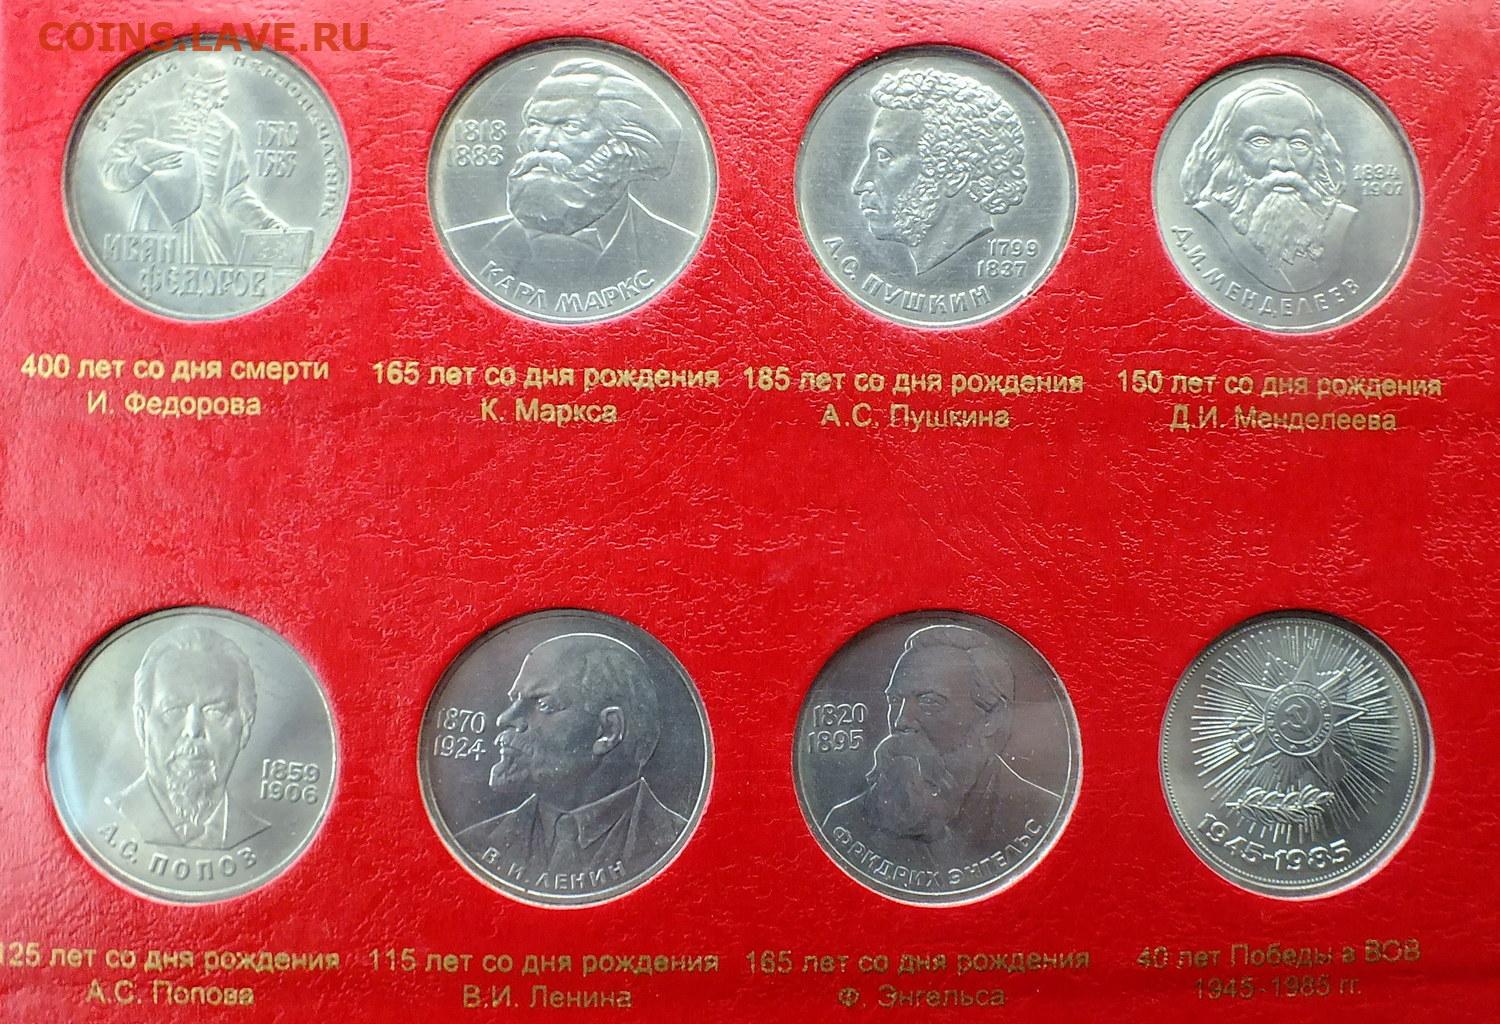 COINS.LAVE.RU
РУССКИЙ ПЕРВОПЕЧАТНИК
1510
1583
ИВАН
ФЕДОРОВ
1818
1883
КАРЛ МАРКС
1799
1837
А.С. ПУШКИН
1834
1907
Д.И. МЕНДЕЛЕЕВ
400 лет со дня смерти
И. Федорова
165 лет со дня рождения
К. Маркса
185 лет со дня рождения
А.С. Пушкина
150 лет со дня рождения
Д.И. Менделеева
1859
1906
А.С. ПОПОВ
1870
1924
В.И. ЛЕНИН
1820
1895
ФРИДРИХ ЭНГЕЛЬС
40
1945-1985
125 лет со дня рождения
А.С. Попова
115 лет со дня рождения
В.И. Ленина
165 лет со дня рождения
Ф. Энгельса
40 лет Победы в ВОВ
1945-1985 гг.